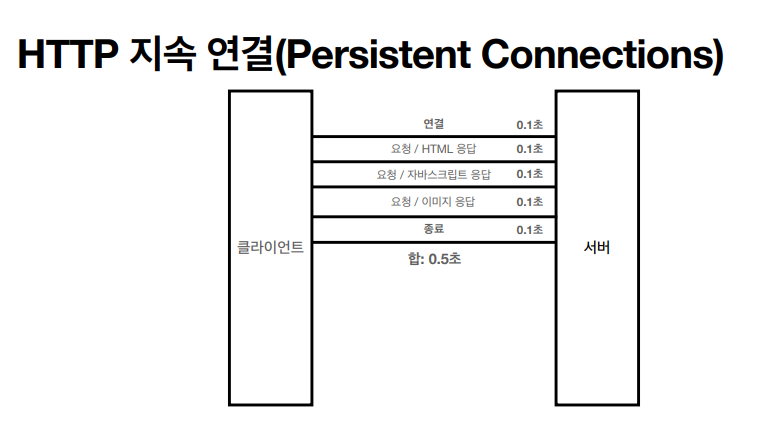 HTTP 지속 연결(Persistent Connections)
연결 0.1초
요청 / HTML 응답 0.1초
요청 / 자바스크립트 응답 0.1초
요청 / 이미지 응답 0.1초
종료 0.1초
클라이언트
서버
합: 0.5초